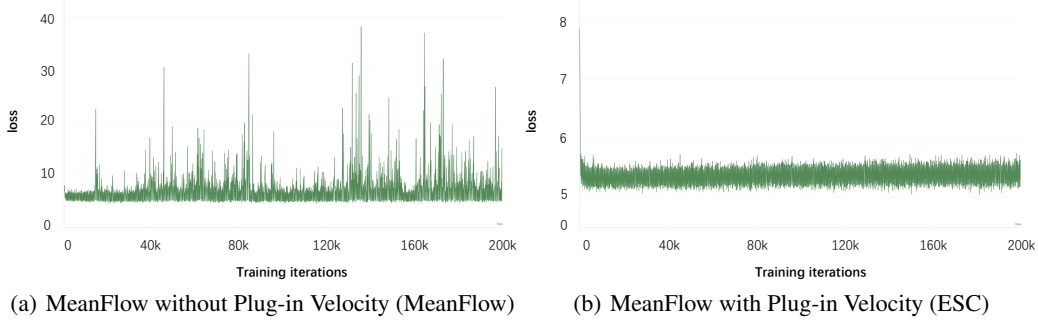 40
30
20
10
0
loss
0 40k 80k 120k 160k 200k
Training iterations
(a) MeanFlow without Plug-in Velocity (MeanFlow)
8
7
6
5
0
loss
0 40k 80k 120k 160k 200k
Training iterations
(b) MeanFlow with Plug-in Velocity (ESC)